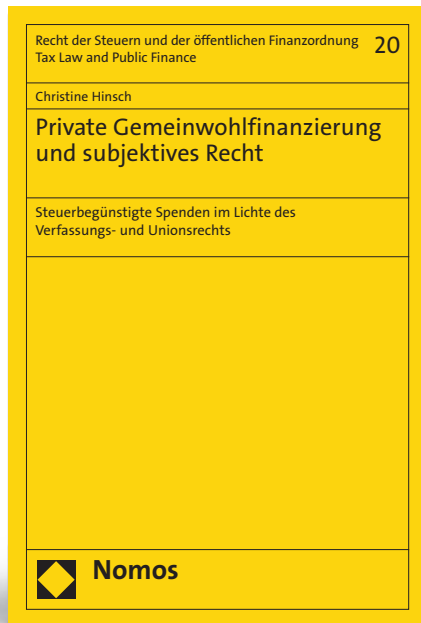 Recht der Steuern und der öffentlichen Finanzordnung 20
Tax Law and Public Finance
Christine Hinsch
Private Gemeinwohlfinanzierung
und subjektives Recht
Steuerbegünstigte Spenden im Lichte des
Verfassungs- und Unionsrechts
Nomos